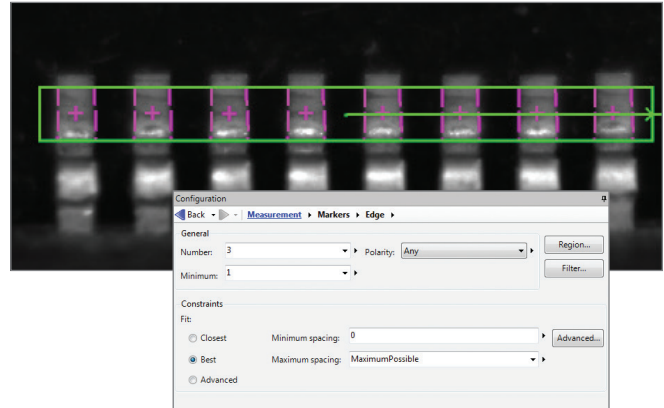 Configuration
Back Measurement Markers Edge
General
Number: 3 Polarity: Any Region...
Minimum: 1 Filter...
Constraints
Fit:
Closest Minimum spacing: 0 Advanced...
Best Maximum spacing: MaximumPossible
Advanced